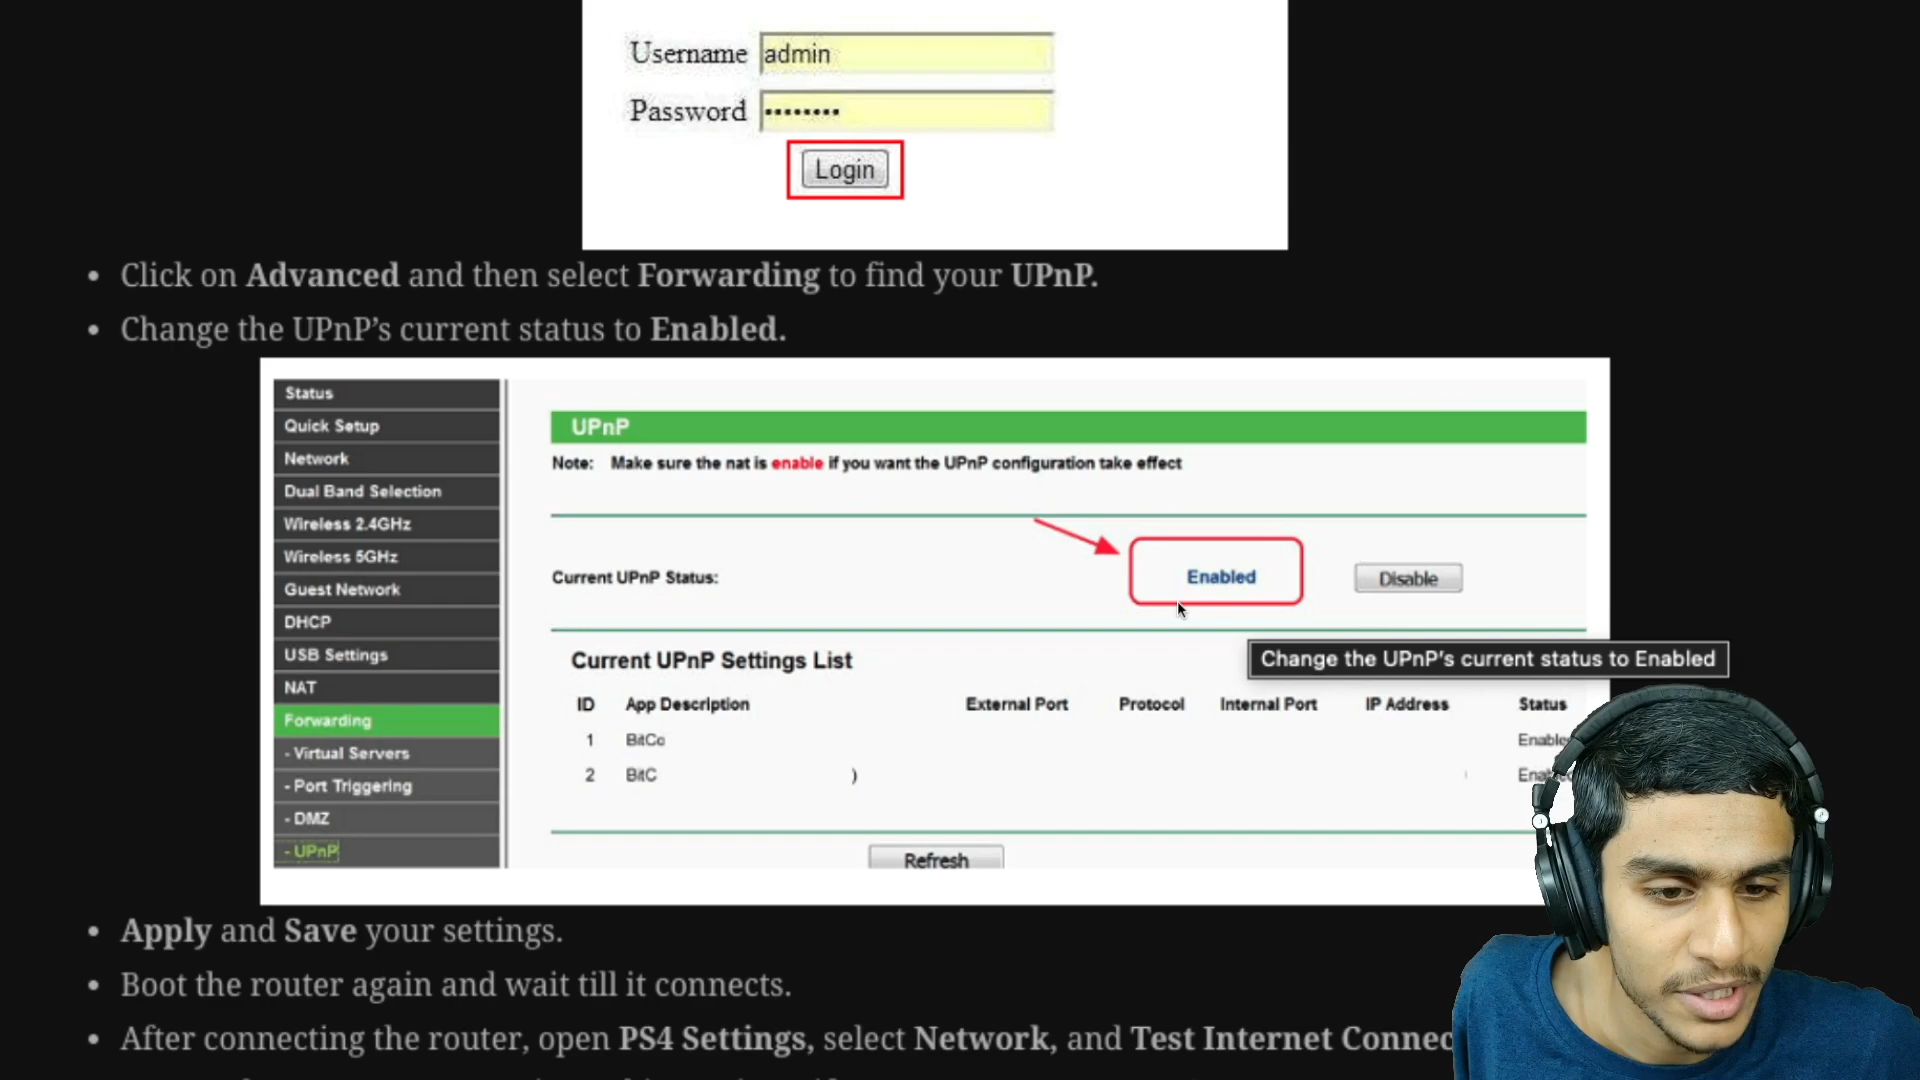 Username admin
Password ••••••••
Login
• Click on Advanced and then select Forwarding to find your UPnP.
• Change the UPnP’s current status to Enabled.
Status
Quick Setup
Network
Dual Band Selection
Wireless 2.4GHz
Wireless 5GHz
Guest Network
DHCP
USB Settings
NAT
Forwarding
- Virtual Servers
- Port Triggering
- DMZ
- UPnP
UPnP
Note: Make sure the nat is enable if you want the UPnP configuration take effect
Current UPnP Status: Enabled Disable
Current UPnP Settings List
Change the UPnP's current status to Enabled
ID App Description External Port Protocol Internal Port IP Address Status
1 BitCo
2 BitC )
Refresh
• Apply and Save your settings.
• Boot the router again and wait till it connects.
• After connecting the router, open PS4 Settings, select Network, and Test Internet Connec